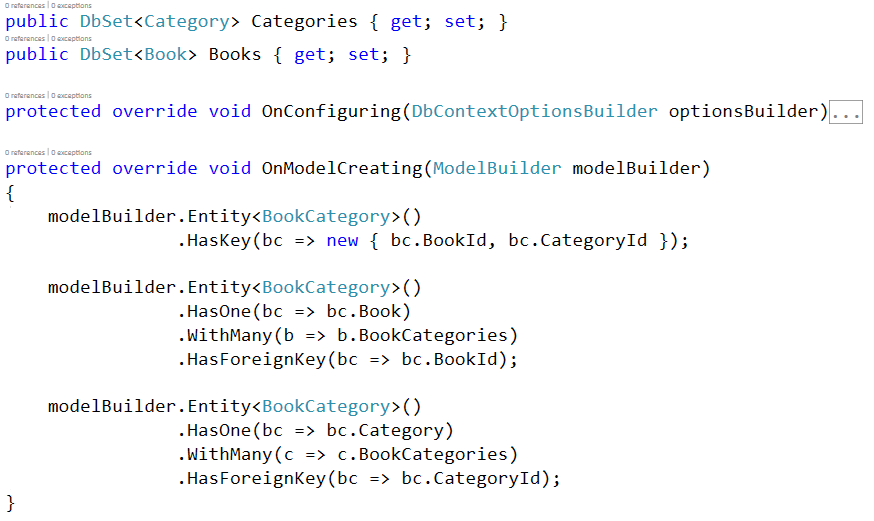 0 references | 0 exceptions
public DbSet<Category> Categories { get; set; }
0 references | 0 exceptions
public DbSet<Book> Books { get; set; }
0 references | 0 exceptions
protected override void OnConfiguring(DbContextOptionsBuilder optionsBuilder)...
0 references | 0 exceptions
protected override void OnModelCreating(ModelBuilder modelBuilder)
{
    modelBuilder.Entity<BookCategory>()
                .HasKey(bc => new { bc.BookId, bc.CategoryId });
    modelBuilder.Entity<BookCategory>()
                .HasOne(bc => bc.Book)
                .WithMany(b => b.BookCategories)
                .HasForeignKey(bc => bc.BookId);
    modelBuilder.Entity<BookCategory>()
                .HasOne(bc => bc.Category)
                .WithMany(c => c.BookCategories)
                .HasForeignKey(bc => bc.CategoryId);
}